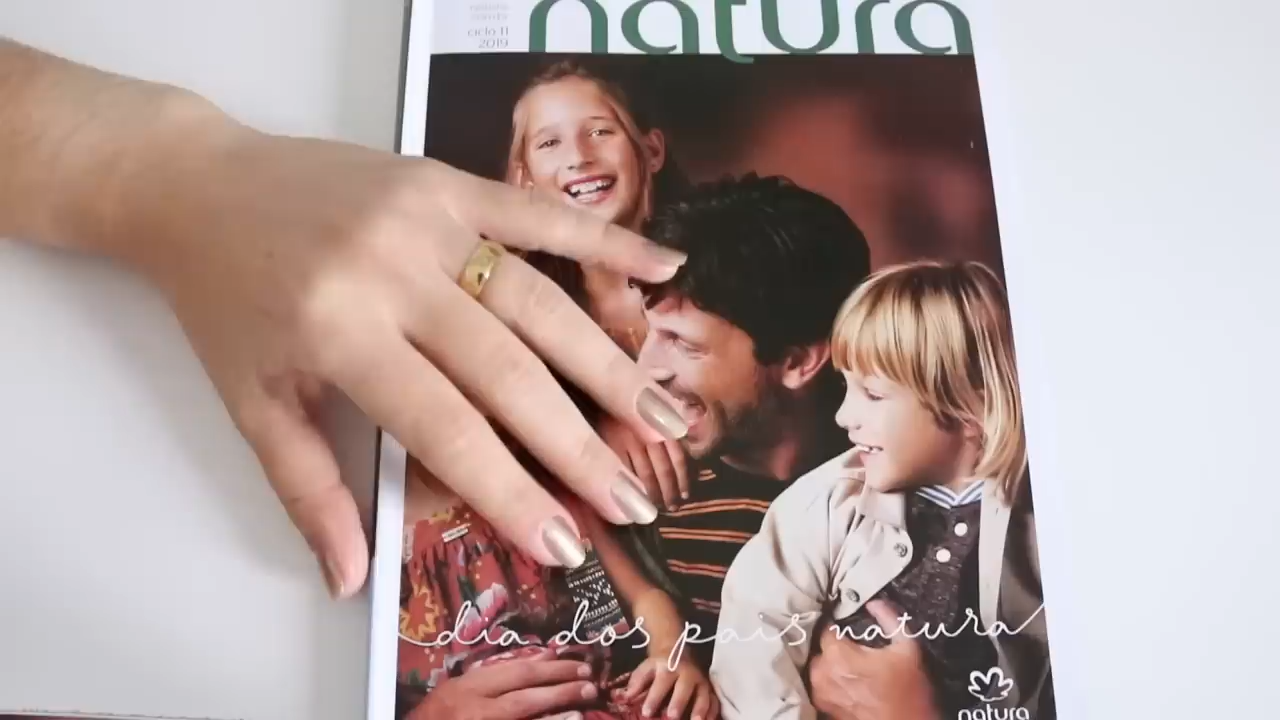 natura
ciclo 11
2019
dia dos pais natura
natura